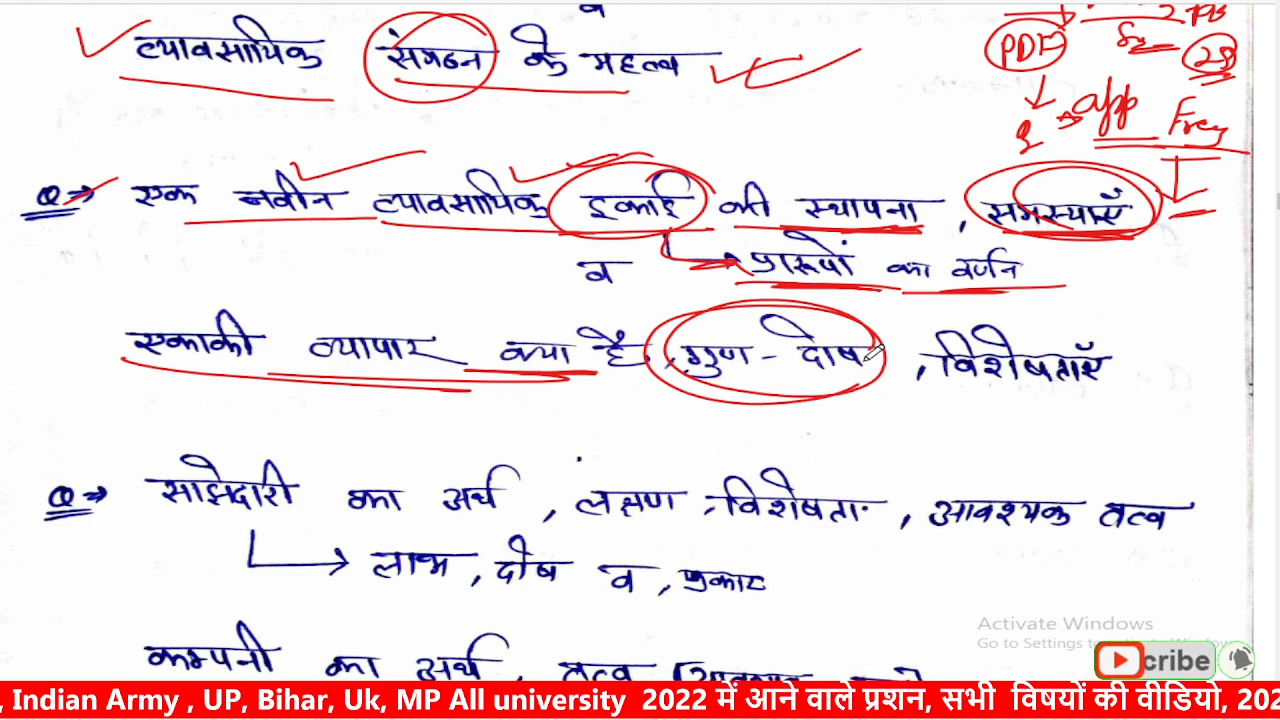 व
व्यावसायिक संगठन के महत्व
PDF
28
app Free
Q⇒ एक नवीन व्यावसायिक इकाई की स्थापना , समस्याएँ
व → प्रारूपों का वर्णन
एकाकी व्यापार क्या है , गुण - दोष , विशेषताएँ
Q⇒ साझेदारी का अर्थ , लक्षण , विशेषता , आवश्यक तत्व
→ लाभ , दोष व , प्रकार
कम्पनी का अर्थ , तत्व
Activate Windows
Go to Settings to
cribe
, Indian Army , UP, Bihar, Uk, MP All university 2022 में आने वाले प्रशन, सभी विषयों की वीडियो, 202